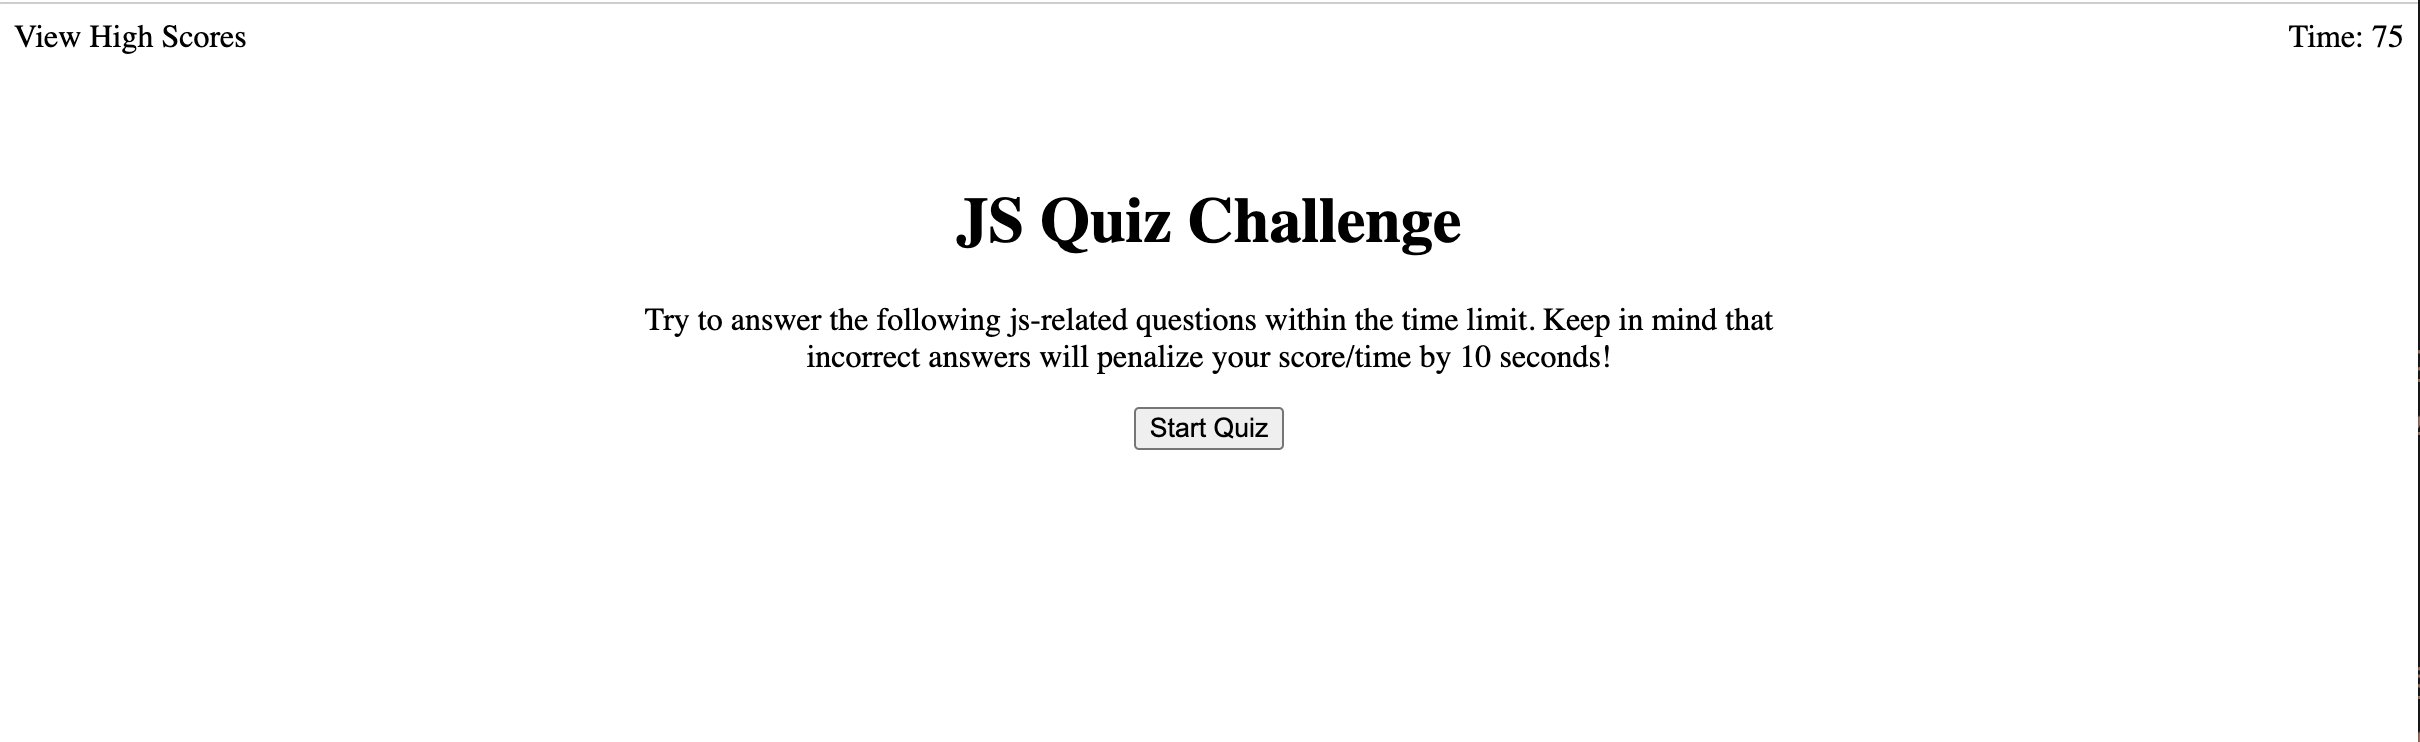 View High Scores
Time: 75
JS Quiz Challenge
Try to answer the following js-related questions within the time limit. Keep in mind that
incorrect answers will penalize your score/time by 10 seconds!
Start Quiz